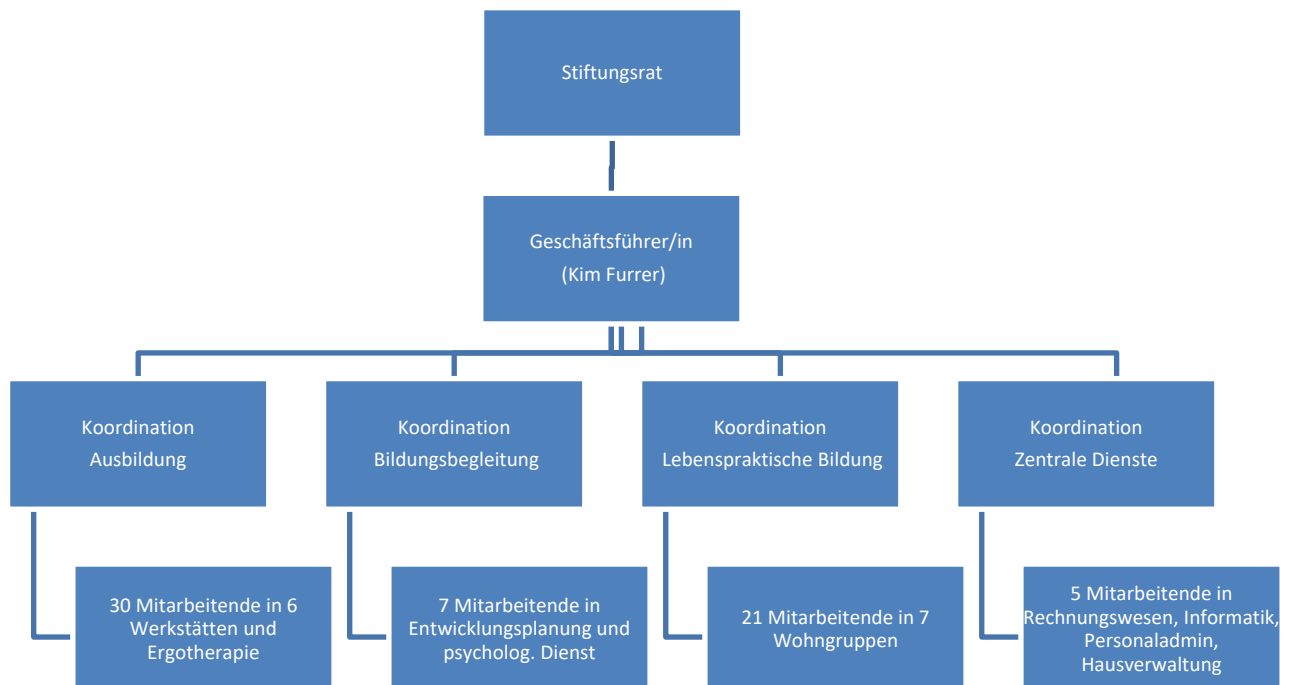 Stiftungsrat
Geschäftsführer/in
(Kim Furrer)
Koordination
Ausbildung
Koordination
Bildungsbegleitung
Koordination
Lebenspraktische Bildung
Koordination
Zentrale Dienste
30 Mitarbeitende in 6
Werkstätten und
Ergotherapie
7 Mitarbeitende in
Entwicklungsplanung und
psycholog. Dienst
21 Mitarbeitende in 7
Wohngruppen
5 Mitarbeitende in
Rechnungswesen, Informatik,
Personaladmin,
Hausverwaltung